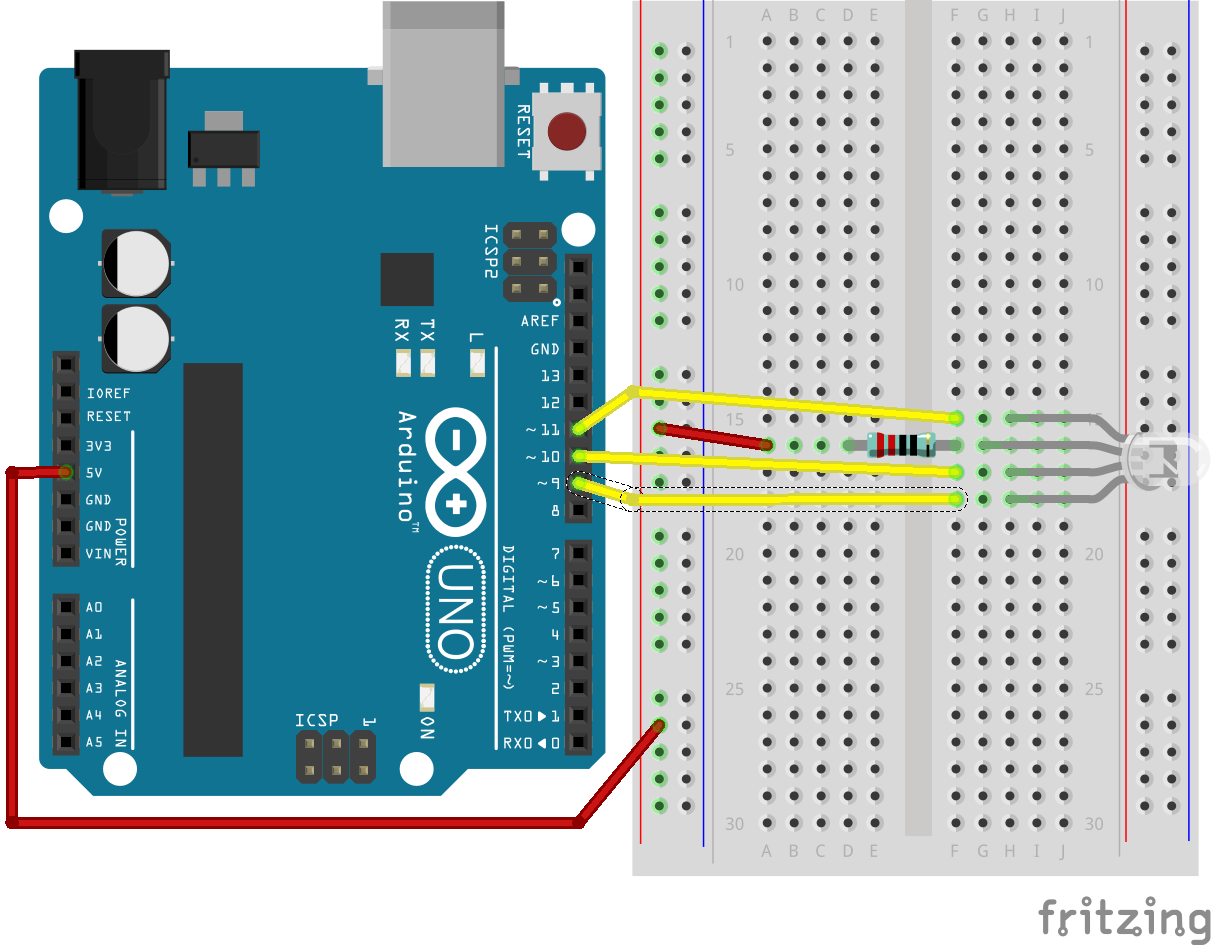 RESET
ICSP2
AREF
GND
13
12
~11
~10
~9
8
7
~6
~5
4
~3
2
TX0▶1
RX0◀0
RX
TX
L
IOREF
RESET
3V3
5V
GND
GND
VIN
POWER
A0
A1
A2
A3
A4
A5
ANALOG IN
Arduino™
UNO
DIGITAL (PWM=~)
ICSP
1
ON
A B C D E F G H I J
1 1
5 5
10 10
15
20 20
25 25
30 30
A B C D E F G H I J
fritzing